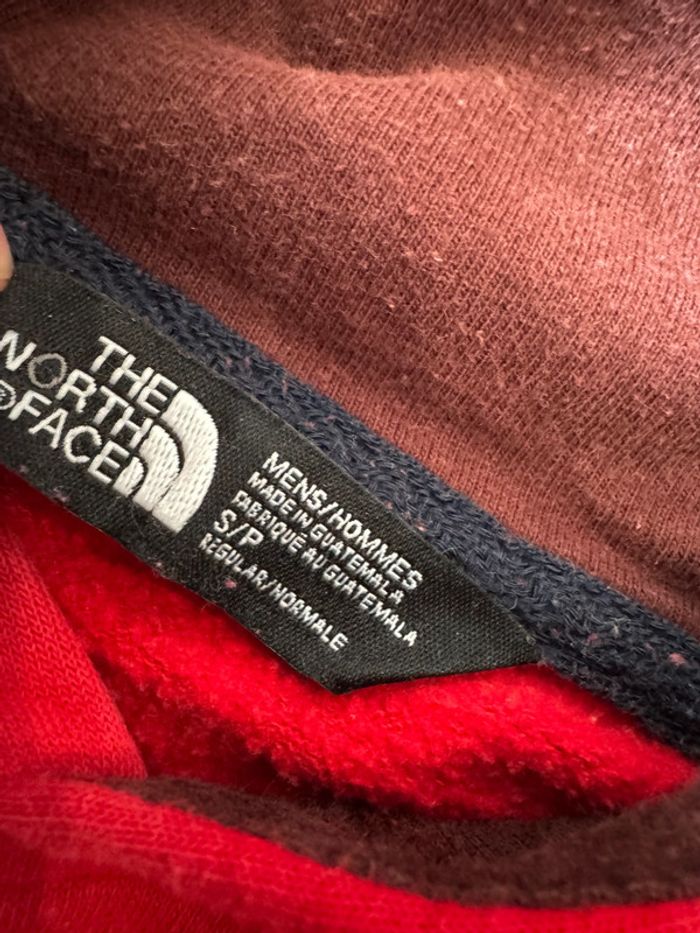 THE
NORTH
®FACE
MENS/HOMMES
MADE IN GUATEMALA
FABRIQUÉ AU GUATEMALA
S/P
REGULAR/NORMALE